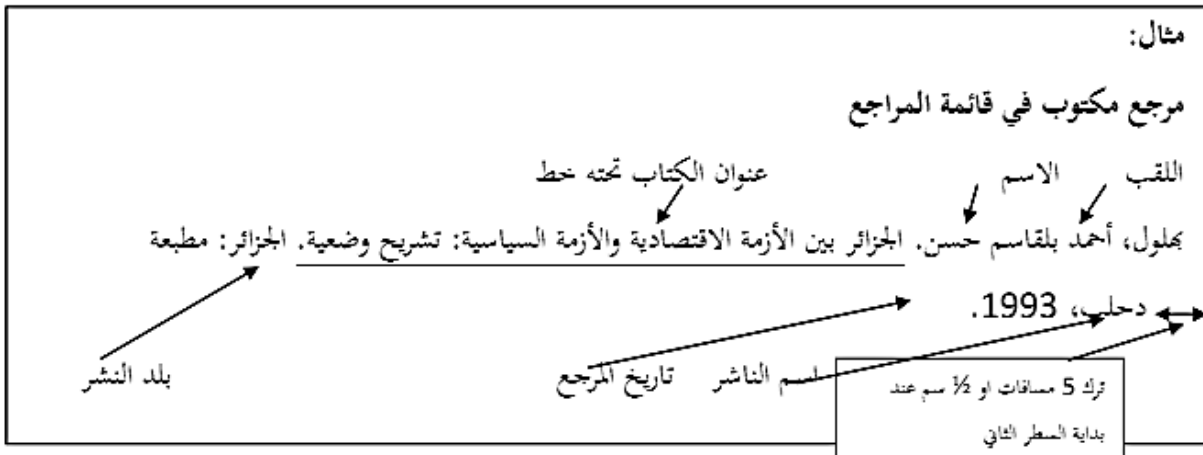 مثال:
مرجع مكتوب في قائمة المراجع
اللقب الاسم عنوان الكتاب تحته خط
بهلول، أحمد بلقاسم حسن. الجزائر بين الأزمة الاقتصادية والأزمة السياسية: تشريح وضعية. الجزائر: مطبعة
دحلب، 1993.
اسم الناشر تاريخ المرجع بلد النشر
ترك 5 مسافات او ½ سم عند
بداية السطر الثاني